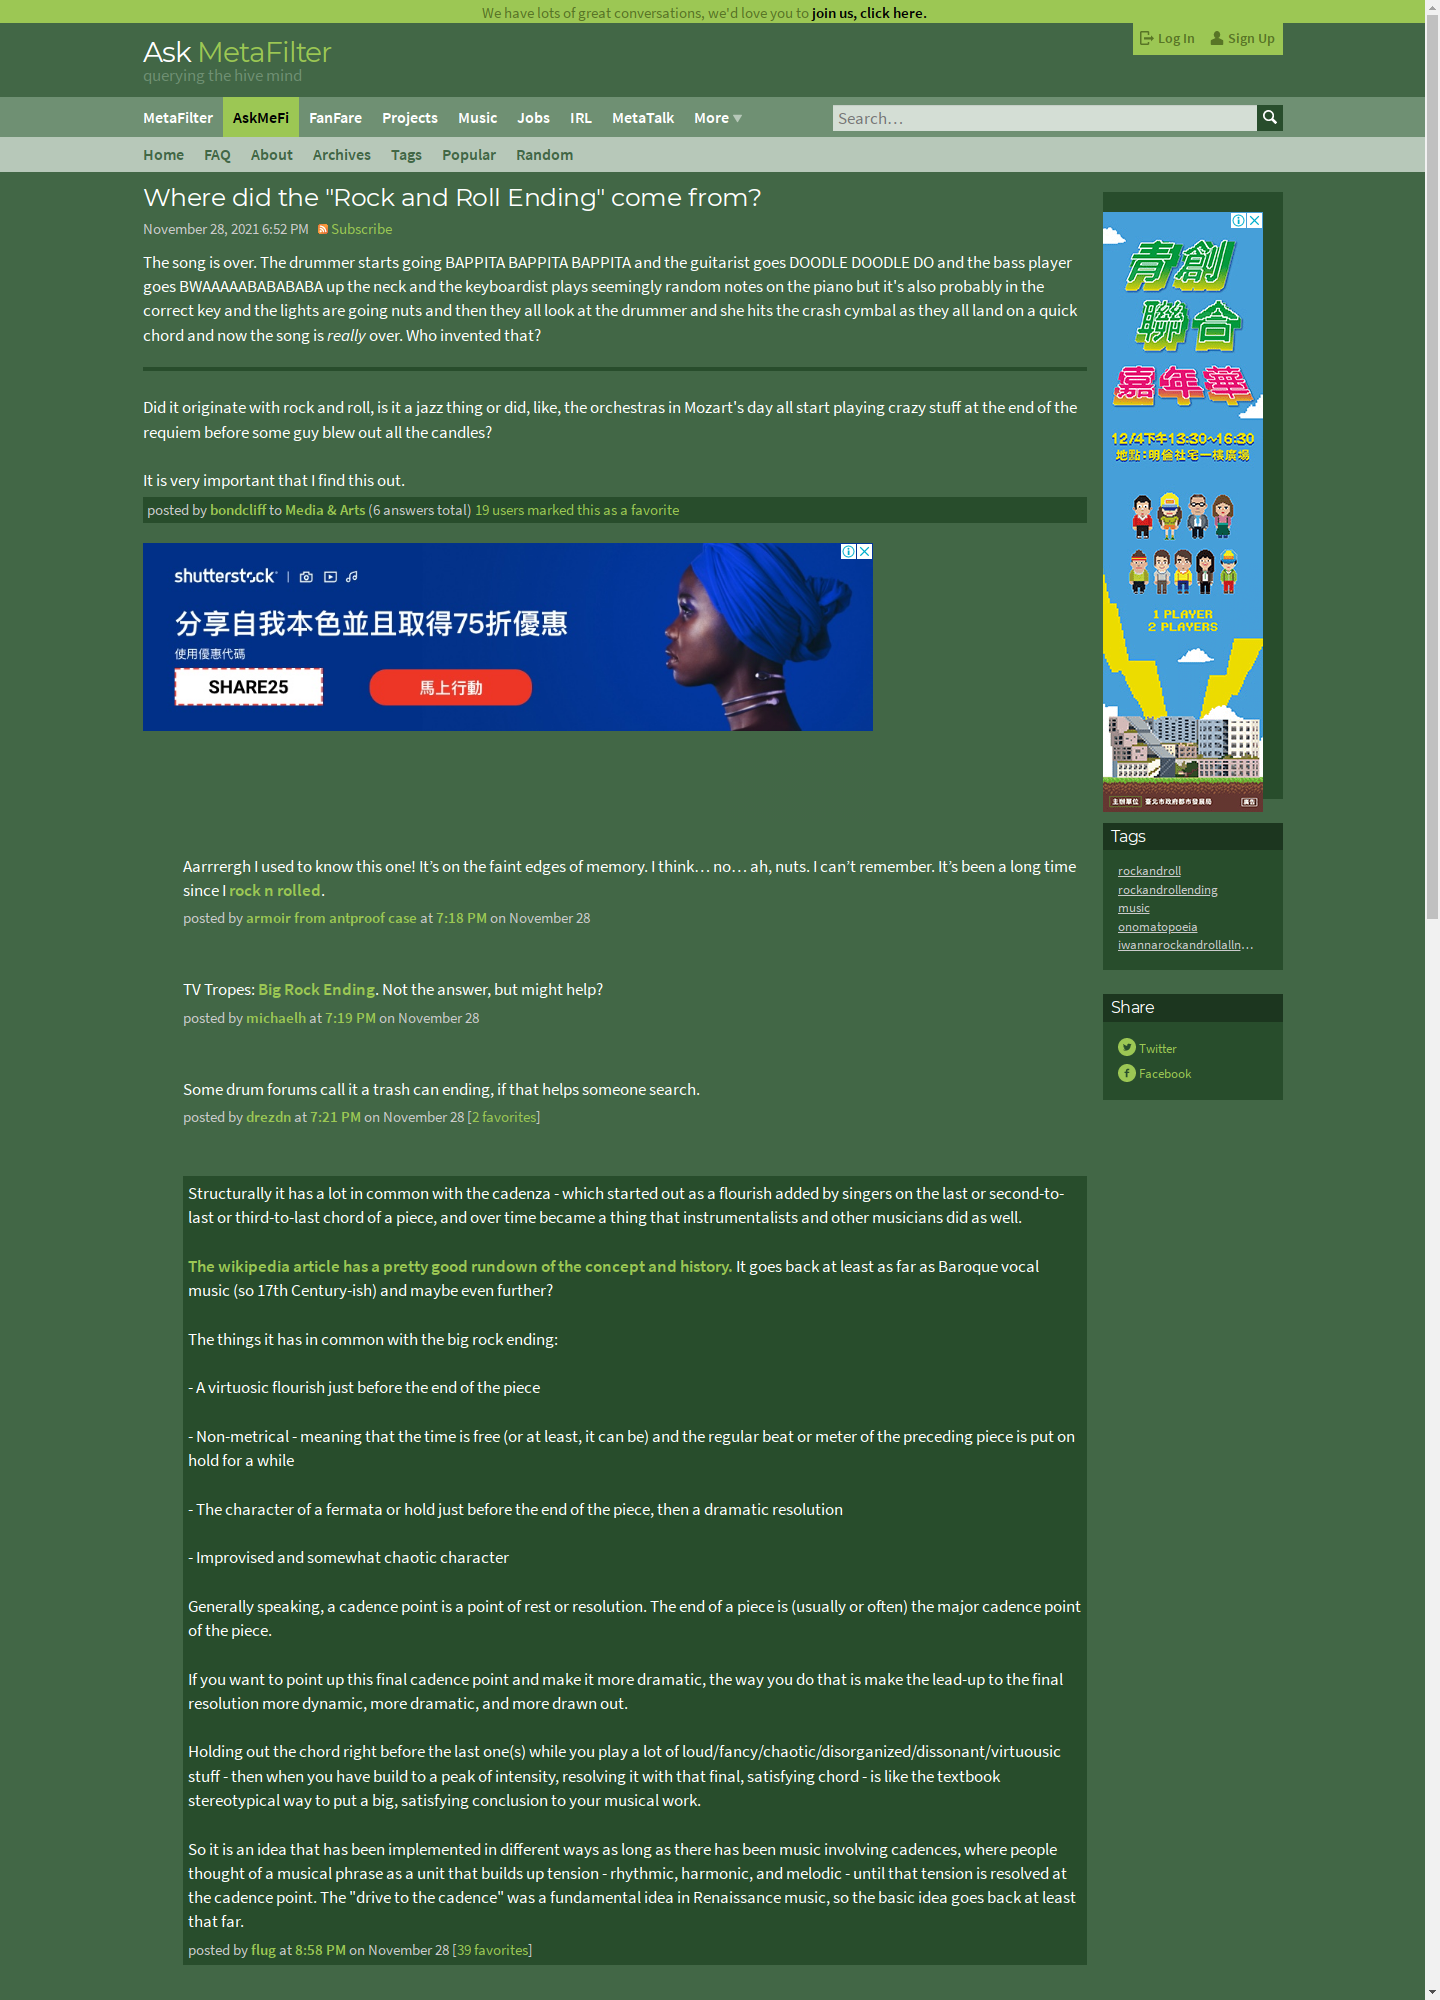 We have lots of great conversations, we'd love you to join us, click here.
Log In Sign Up
Ask MetaFilter
querying the hive mind
MetaFilter AskMeFi FanFare Projects Music Jobs IRL MetaTalk More ▼
Search…
Home FAQ About Archives Tags Popular Random
Where did the "Rock and Roll Ending" come from?
November 28, 2021 6:52 PM Subscribe
The song is over. The drummer starts going BAPPITA BAPPITA BAPPITA and the guitarist goes DOODLE DOODLE DO and the bass player
goes BWAAAAABABABABA up the neck and the keyboardist plays seemingly random notes on the piano but it's also probably in the
correct key and the lights are going nuts and then they all look at the drummer and she hits the crash cymbal as they all land on a quick
chord and now the song is really over. Who invented that?
Did it originate with rock and roll, is it a jazz thing or did, like, the orchestras in Mozart's day all start playing crazy stuff at the end of the
requiem before some guy blew out all the candles?
It is very important that I find this out.
posted by bondcliff to Media & Arts (6 answers total) 19 users marked this as a favorite
shutterstock
分享自我本色並且取得75折優惠
使用優惠代碼
SHARE25
馬上行動
Aarrrergh I used to know this one! It’s on the faint edges of memory. I think… no… ah, nuts. I can’t remember. It’s been a long time
since I rock n rolled.
posted by armoir from antproof case at 7:18 PM on November 28
TV Tropes: Big Rock Ending. Not the answer, but might help?
posted by michaelh at 7:19 PM on November 28
Some drum forums call it a trash can ending, if that helps someone search.
posted by drezdn at 7:21 PM on November 28 [2 favorites]
Structurally it has a lot in common with the cadenza - which started out as a flourish added by singers on the last or second-to-
last or third-to-last chord of a piece, and over time became a thing that instrumentalists and other musicians did as well.
The wikipedia article has a pretty good rundown of the concept and history. It goes back at least as far as Baroque vocal
music (so 17th Century-ish) and maybe even further?
The things it has in common with the big rock ending:
- A virtuosic flourish just before the end of the piece
- Non-metrical - meaning that the time is free (or at least, it can be) and the regular beat or meter of the preceding piece is put on
hold for a while
- The character of a fermata or hold just before the end of the piece, then a dramatic resolution
- Improvised and somewhat chaotic character
Generally speaking, a cadence point is a point of rest or resolution. The end of a piece is (usually or often) the major cadence point
of the piece.
If you want to point up this final cadence point and make it more dramatic, the way you do that is make the lead-up to the final
resolution more dynamic, more dramatic, and more drawn out.
Holding out the chord right before the last one(s) while you play a lot of loud/fancy/chaotic/disorganized/dissonant/virtuousic
stuff - then when you have build to a peak of intensity, resolving it with that final, satisfying chord - is like the textbook
stereotypical way to put a big, satisfying conclusion to your musical work.
So it is an idea that has been implemented in different ways as long as there has been music involving cadences, where people
thought of a musical phrase as a unit that builds up tension - rhythmic, harmonic, and melodic - until that tension is resolved at
the cadence point. The "drive to the cadence" was a fundamental idea in Renaissance music, so the basic idea goes back at least
that far.
posted by flug at 8:58 PM on November 28 [39 favorites]
青創
聯合
嘉年華
12/4下午13:30~16:30
地點:明倫社宅一樓廣場
1 PLAYER
2 PLAYERS
主辦單位 臺北市政府都市發展局 廣告
Tags
rockandroll
rockandrollending
music
onomatopoeia
iwannarockandrollalln…
Share
Twitter
Facebook